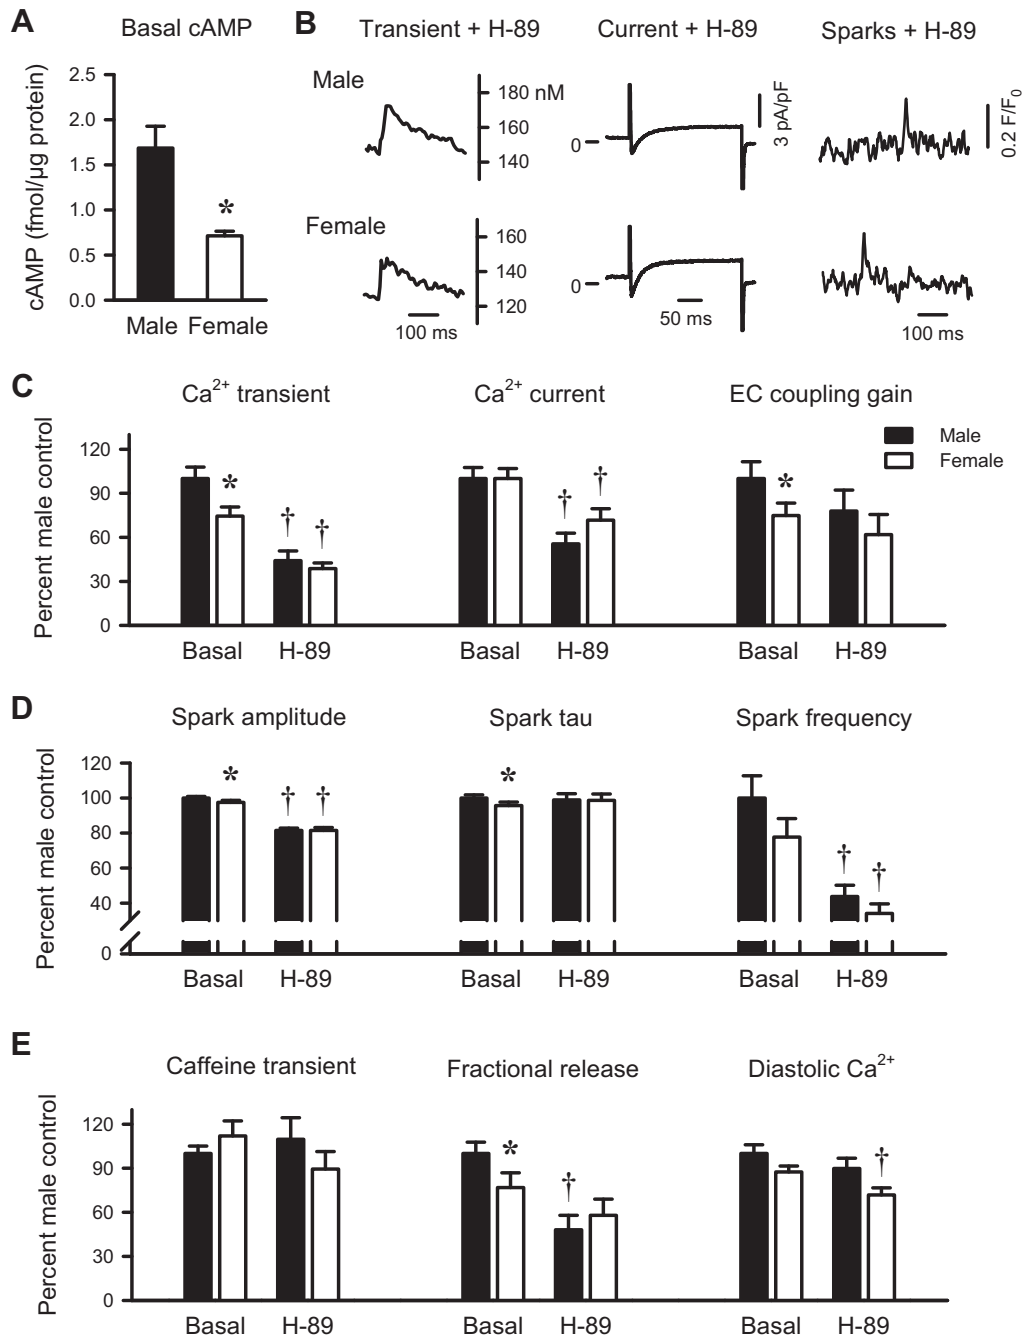 A
Basal cAMP
cAMP (fmol/µg protein)
2.5
2.0
1.5
1.0
0.5
0.0
*
Male Female
B
Transient + H-89
Current + H-89
Sparks + H-89
Male
180 nM
160
140
0
3 pA/pF
0.2 F/F0
Female
160
140
120
0
100 ms
50 ms
100 ms
C
Ca2+ transient
Ca2+ current
EC coupling gain
Percent male control
120
90
60
30
0
Male
Female
*
† †
† †
*
Basal H-89
Basal H-89
Basal H-89
D
Spark amplitude
Spark tau
Spark frequency
Percent male control
120
100
80
60
40
0
*
† †
*
† †
Basal H-89
Basal H-89
Basal H-89
E
Caffeine transient
Fractional release
Diastolic Ca2+
Percent male control
120
90
60
30
0
*
†
†
Basal H-89
Basal H-89
Basal H-89